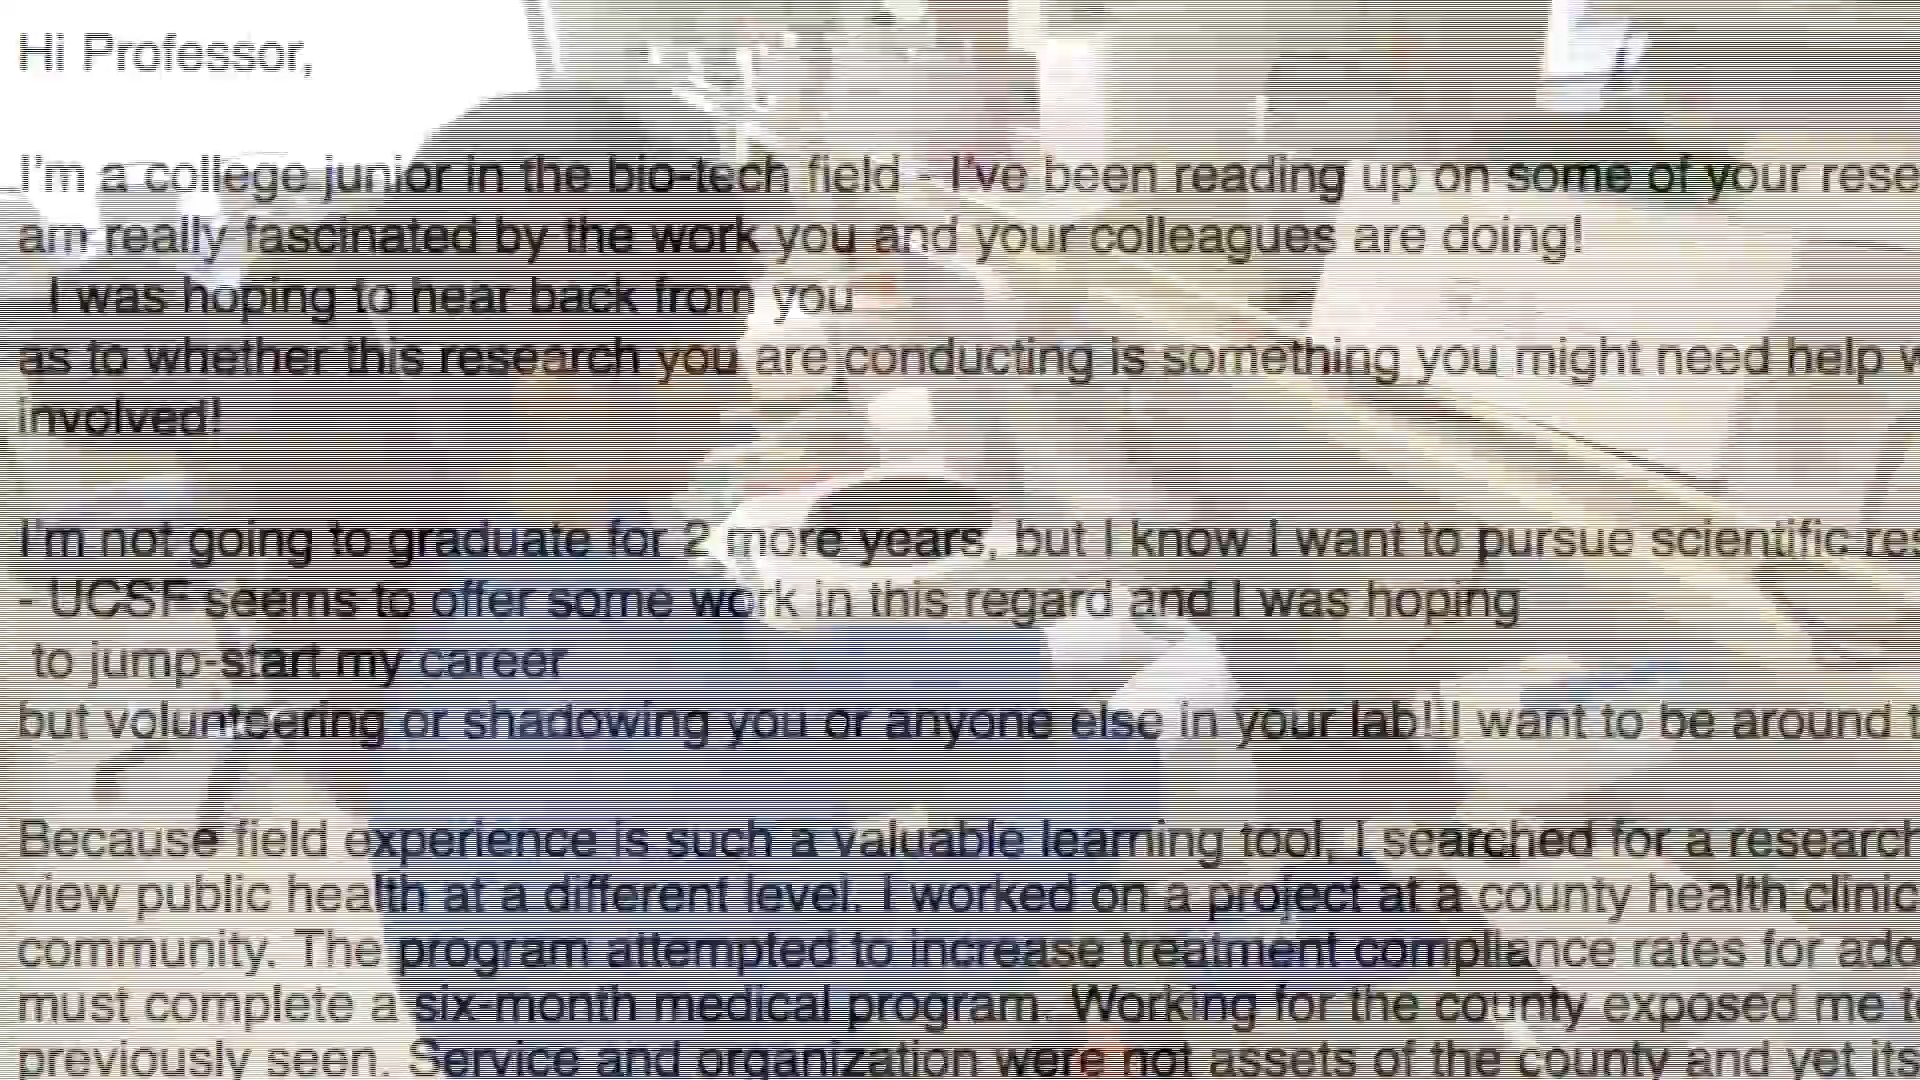 Hi Professor,
I'm a college junior in the bio-tech field - I've been reading up on some of your rese
am really fascinated by the work you and your colleagues are doing!
I was hoping to hear back from you
as to whether this research you are conducting is something you might need help w
involved!
I'm not going to graduate for 2 more years, but I know I want to pursue scientific res
- UCSF seems to offer some work in this regard and I was hoping
to jump-start my career
but volunteering or shadowing you or anyone else in your lab! I want to be around t
Because field experience is such a valuable learning tool, I searched for a research
view public health at a different level. I worked on a project at a county health clinic
community. The program attempted to increase treatment compliance rates for ado
must complete a six-month medical program. Working for the county exposed me to
previously seen. Service and organization were not assets of the county and yet its